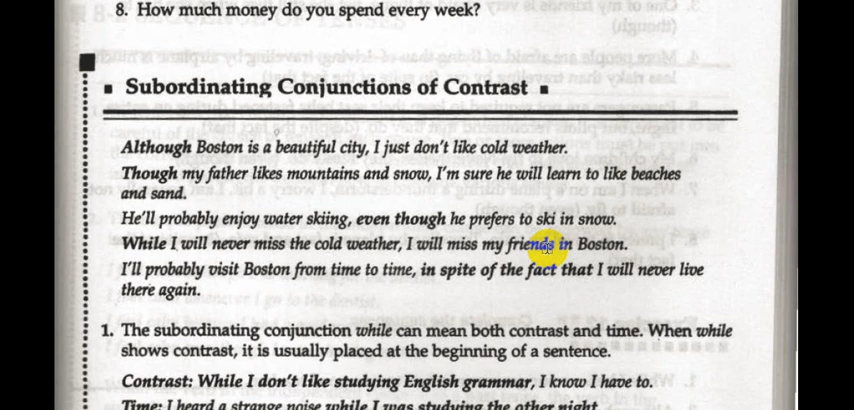 8. How much money do you spend every week?
Subordinating Conjunctions of Contrast
Although Boston is a beautiful city, I just don't like cold weather.
Though my father likes mountains and snow, I'm sure he will learn to like beaches
and sand.
He'll probably enjoy water skiing, even though he prefers to ski in snow.
While I will never miss the cold weather, I will miss my friends in Boston.
I'll probably visit Boston from time to time, in spite of the fact that I will never live
there again.
1. The subordinating conjunction while can mean both contrast and time. When while
shows contrast, it is usually placed at the beginning of a sentence.
Contrast: While I don't like studying English grammar, I know I have to.
Time: I heard a strange noise while I was studying the other night.